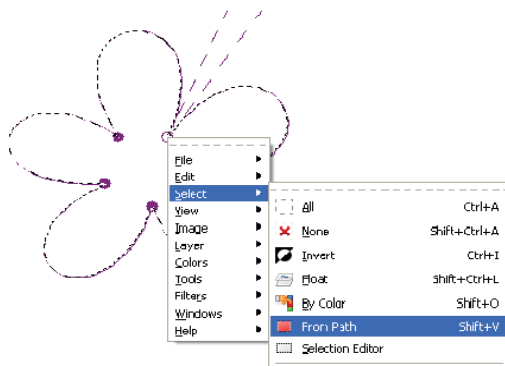 File
Edit
Select
View
Image
Layer
Colors
Tools
Filters
Windows
Help
All Ctrl+A
None Shift+Ctrl+A
Invert Ctrl+I
Float Shift+Ctrl+L
By Color Shift+O
From Path Shift+V
Selection Editor